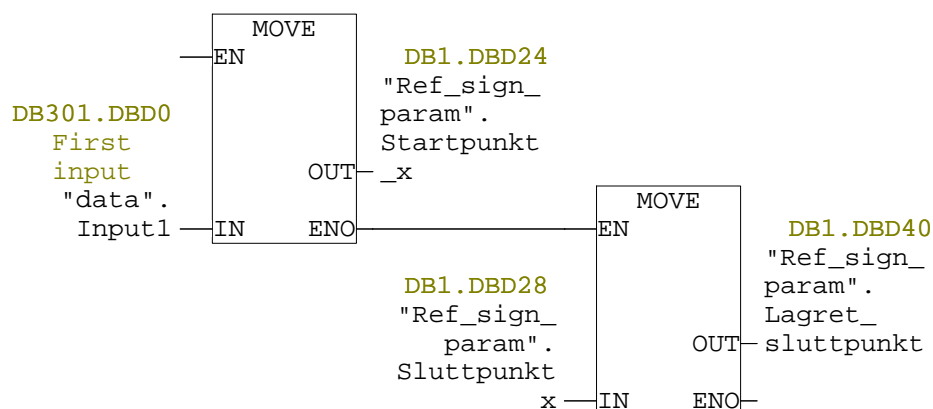 MOVE
EN
DB1.DBD24
"Ref_sign_
param".
Startpunkt
_x
OUT
DB301.DBD0
First
input
"data".
Input1
IN
ENO
MOVE
EN
DB1.DBD40
"Ref_sign_
param".
Lagret_
sluttpunkt
OUT
DB1.DBD28
"Ref_sign_
param".
Sluttpunkt
x
IN
ENO